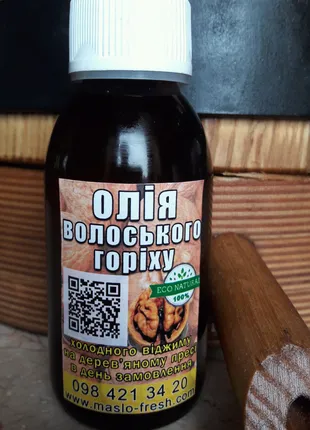 ОЛІЯ
ВОЛОСЬКОГО
ГОРІХУ
ECO NATURAL
100%
ХОЛОДНОГО ВІДЖИМУ
НА ДЕРЕВ'ЯНОМУ ПРЕСІ
В ДЕНЬ ЗАМОВЛЕННЯ
098 421 34 20
www.maslo-fresh.com